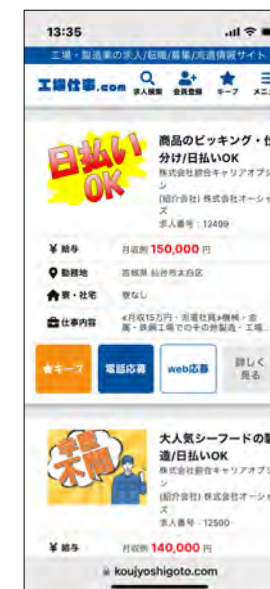 13:35
工場・製造業の求人/転職/募集/派遣情報サイト
工場仕事.com 求人検索 会員登録 キープ メニ
日払い
OK
商品のピッキング・仕
分け/日払いOK
株式会社綜合キャリアオプシ
ョン
(紹介会社) 株式会社オーシャ
ズ
求人番号:12499
¥ 給与 月収例 150,000 円
勤務地 宮城県 仙台市太白区
寮・社宅 寮なし
仕事内容 ≪月収15万円・派遣社員≫機械・金
属・鉄鋼工場でのその他製造・工場...
★キープ 電話応募 web応募 詳しく
見る
学歴
不問
大人気シーフードの製
造/日払いOK
株式会社綜合キャリアオプシ
ョン
(紹介会社) 株式会社オーシャ
ズ
求人番号:12500
¥ 給与 月収例 140,000 円
koujyoshigoto.com